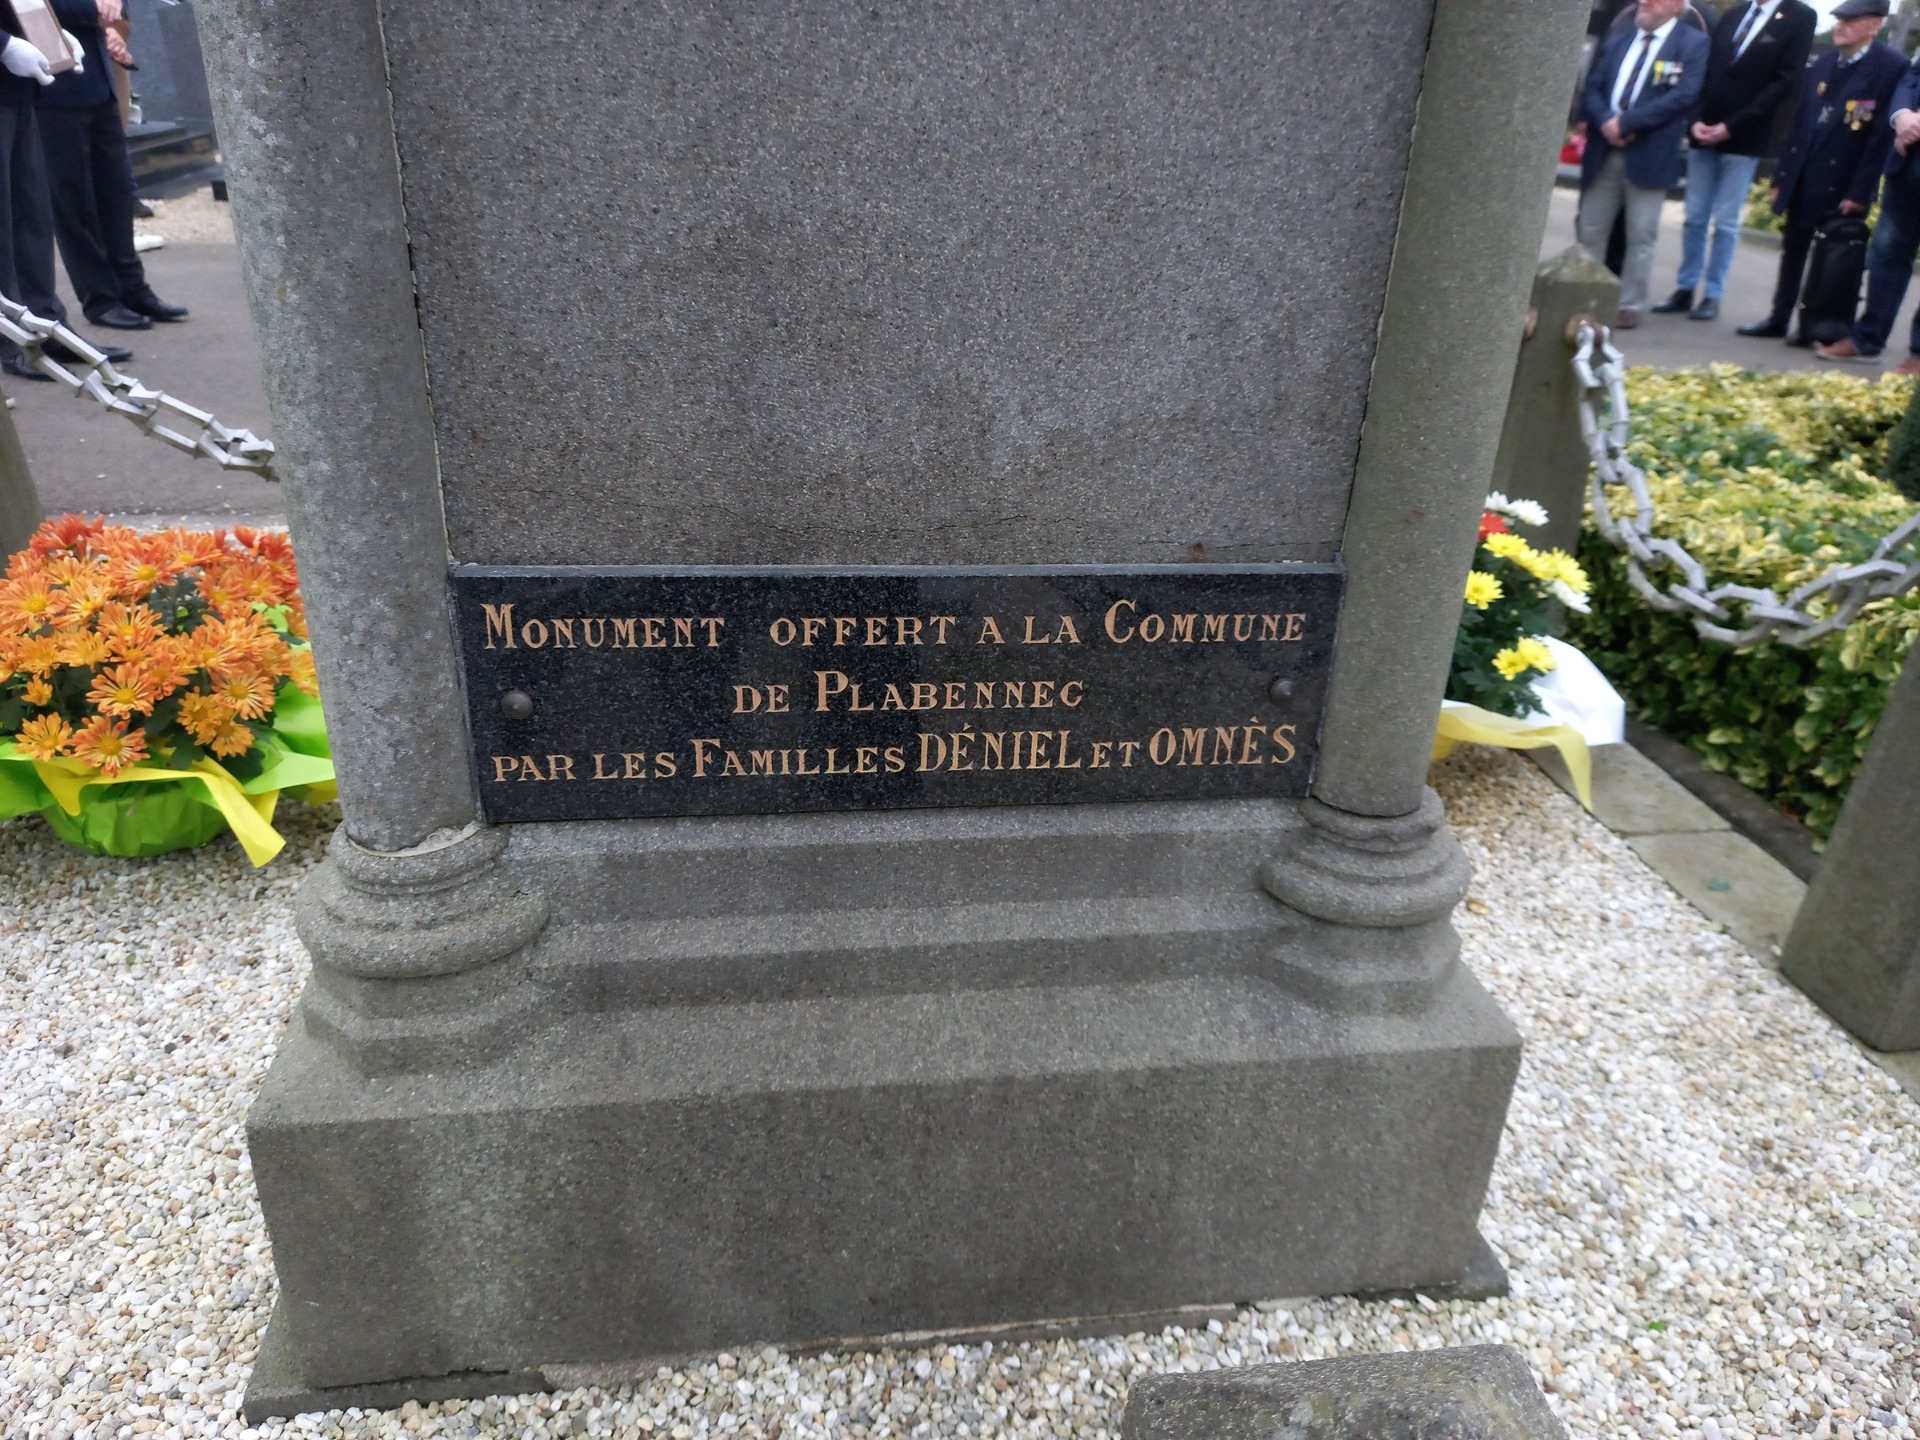 MONUMENT OFFERT A LA COMMUNE
DE PLABENNEC
PAR LES FAMILLES DÉNIEL ET OMNÈS